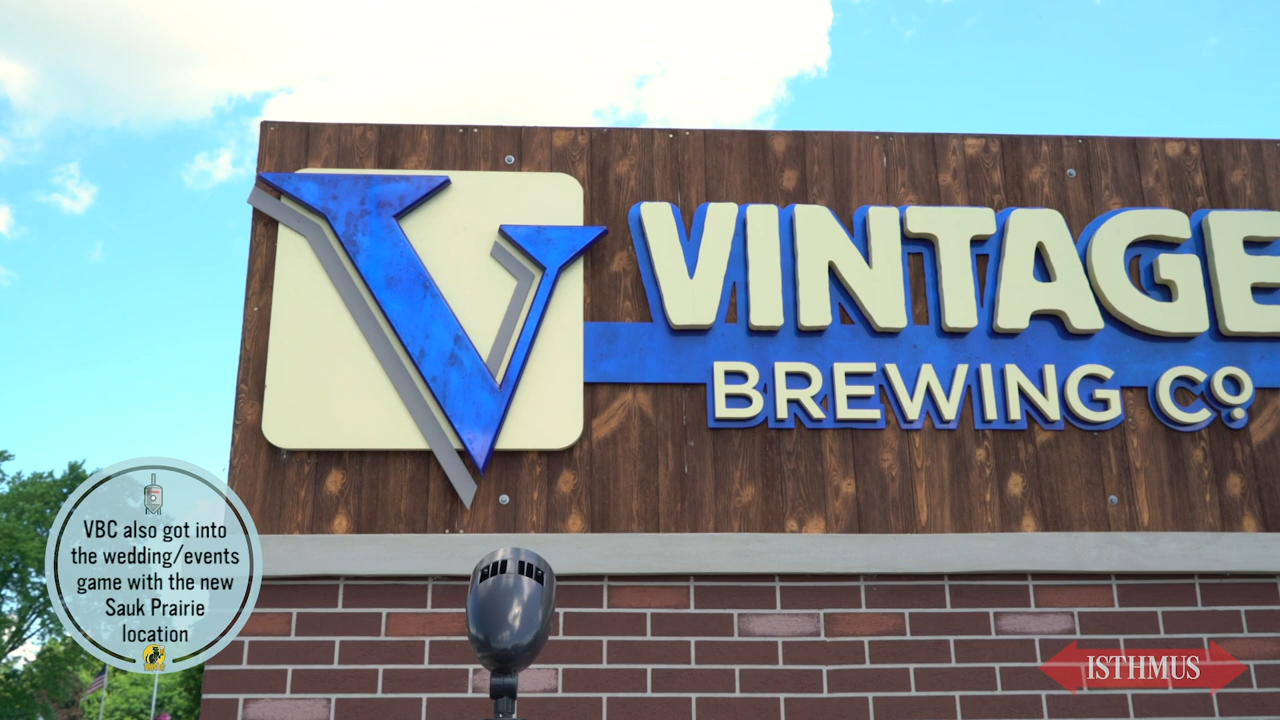 V
VINTAGE
BREWING Co
VBC also got into
the wedding/events
game with the new
Sauk Prairie
location
ISTHMUS